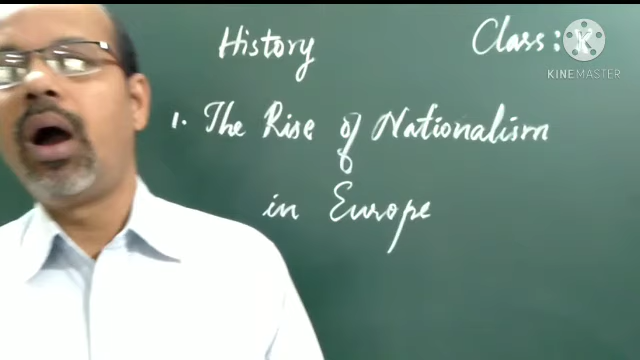 History
Class: X
KINEMASTER
1. The Rise of Nationalism
in Europe